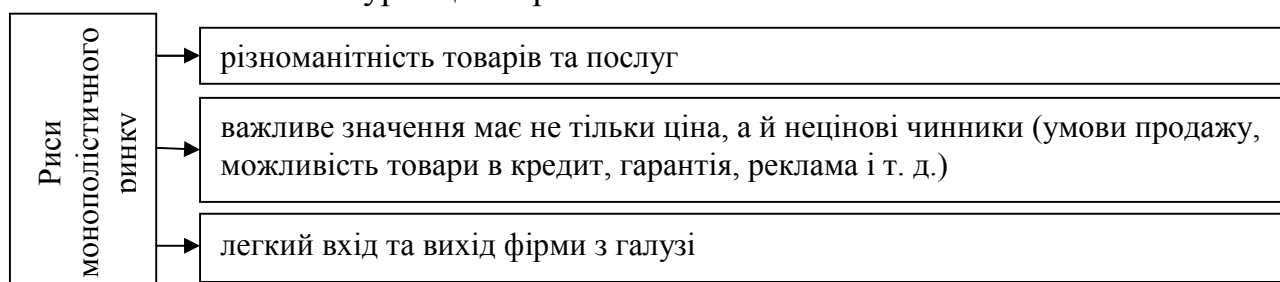 Риси
монополістичного
ринку
різноманітність товарів та послуг
важливе значення має не тільки ціна, а й нецінові чинники (умови продажу,
можливість товари в кредит, гарантія, реклама і т. д.)
легкий вхід та вихід фірми з галузі